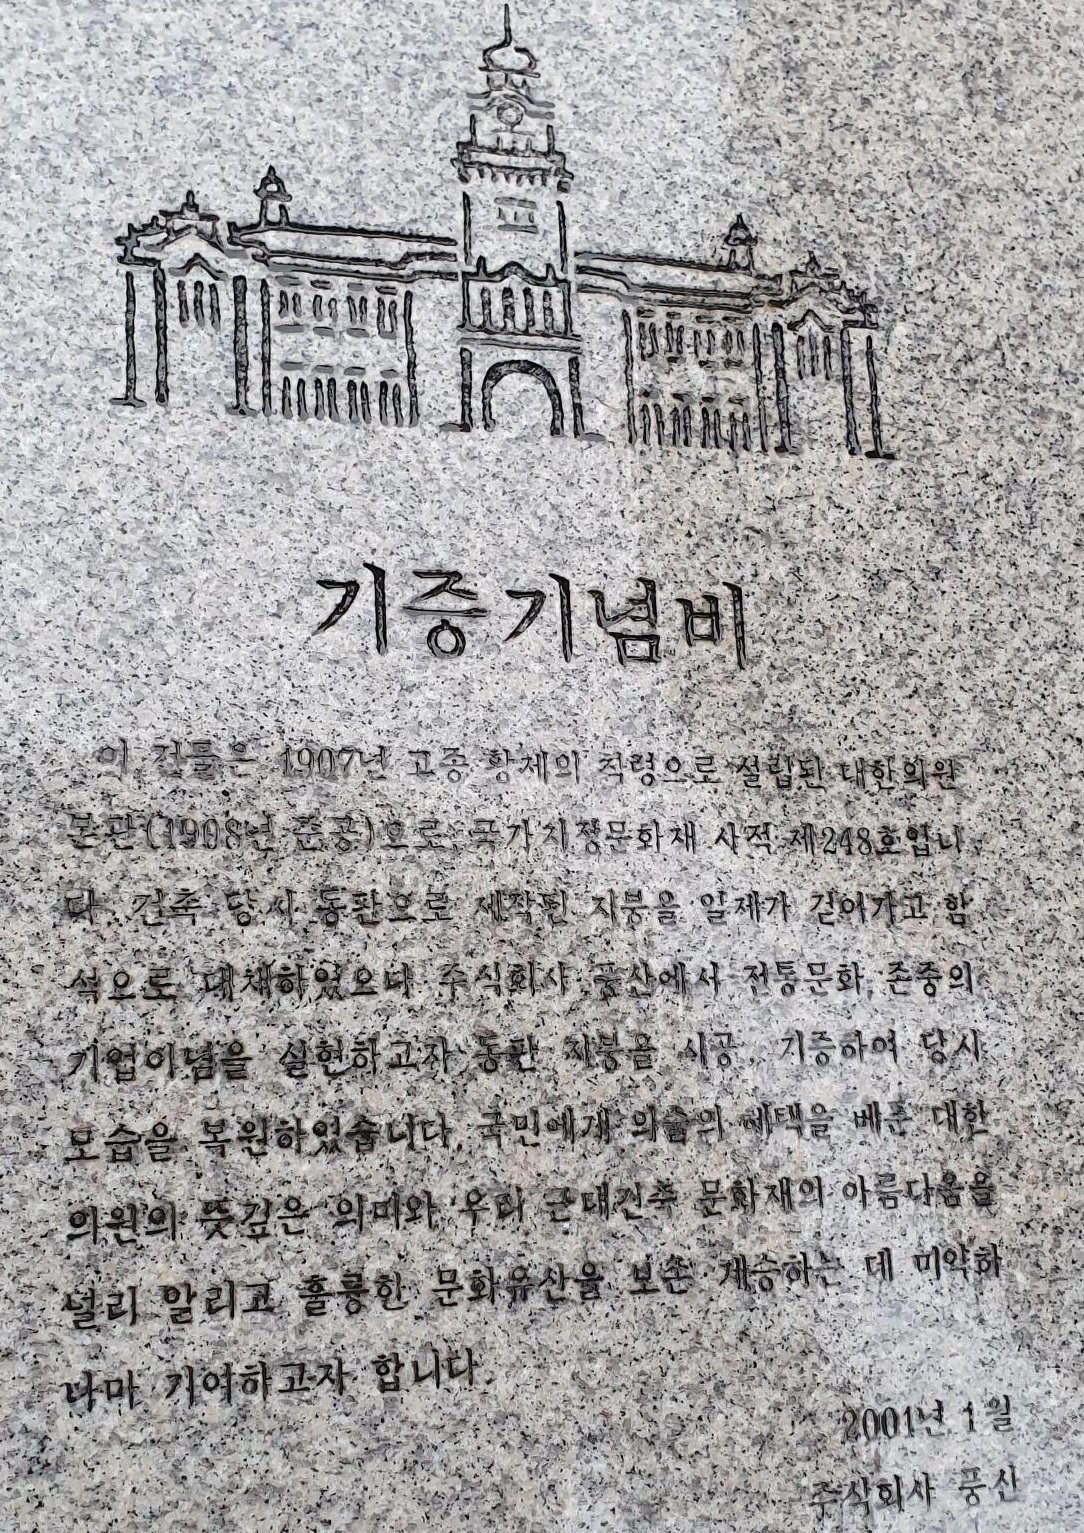 기증기념비
이 건물은 1907년 고종 황제의 칙령으로 설립된 대한의원
본관(1908년 준공)으로, 국가지정문화재 사적 제248호입니
다. 건축 당시 동판으로 제작된 지붕을 일제가 걷어가고 함
석으로 대채하였으나 주식회사 풍산에서 전통문화 존중의
기업이념을 실현하고자 동판 지붕을 시공, 기증하여 당시
모습을 복원하였습니다. 국민에게 의술의 혜택을 베푼 대한
의원의 뜻깊은 의미와 우리 근대건축 문화재의 아름다움을
널리 알리고 훌륭한 문화유산을 보존 계승하는 데 미약하
나마 기여하고자 합니다.
2001년 1월
주식회사 풍산